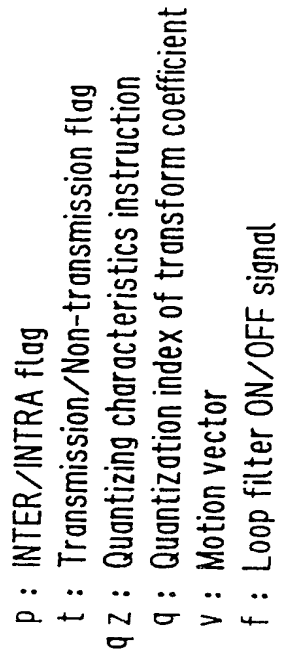 p : INTER/INTRA flag
t : Transmission/Non-transmission flag
qz : Quantizing characteristics instruction
q : Quantization index of transform coefficient
v : Motion vector
f : Loop filter ON/OFF signal